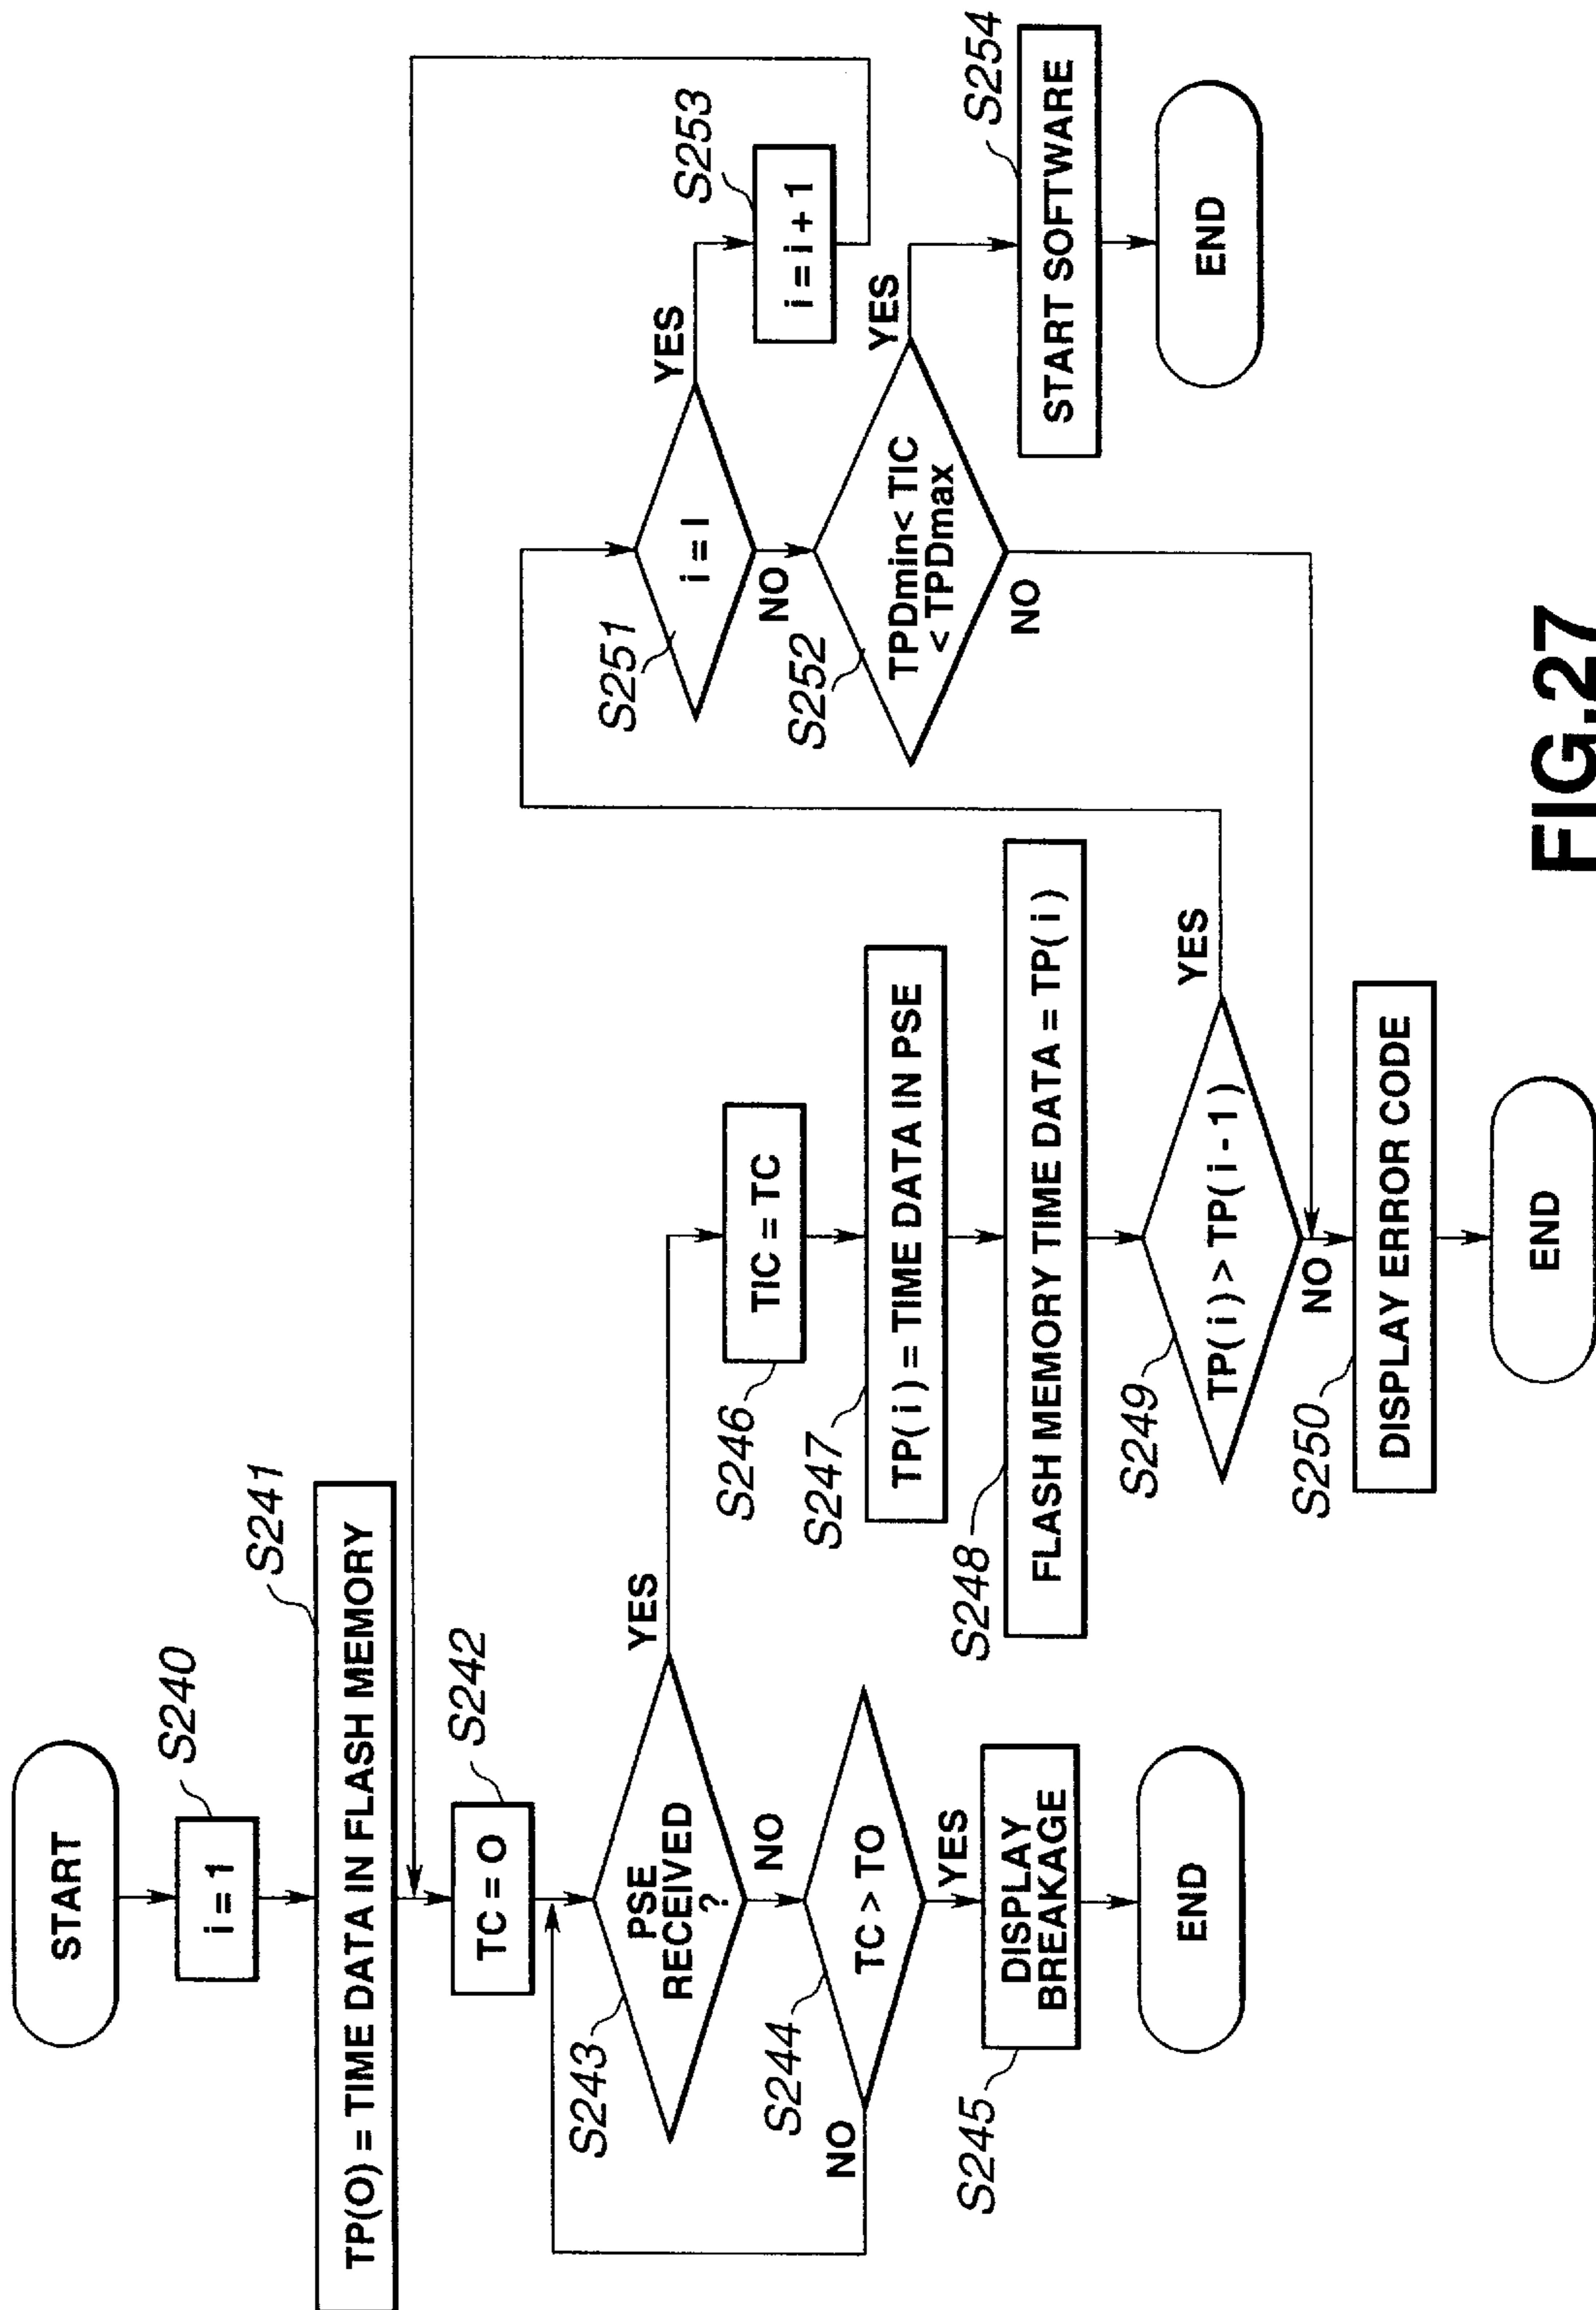 START
S240
i = 1
S241
TP(O) = TIME DATA IN FLASH MEMORY
S242
TC = O
S243
PSE
RECEIVED
?
YES
NO
S244
TC > TO
NO
YES
S245
DISPLAY
BREAKAGE
END
S246
TIC = TC
S247
TP( i ) = TIME DATA IN PSE
S248
FLASH MEMORY TIME DATA = TP( i )
S249
TP( i ) > TP( i - 1 )
YES
NO
S250
DISPLAY ERROR CODE
END
S251
i = I
YES
NO
S253
i = i + 1
S252
TPDmin< TIC
< TPDmax
YES
NO
S254
START SOFTWARE
END
FIG.27